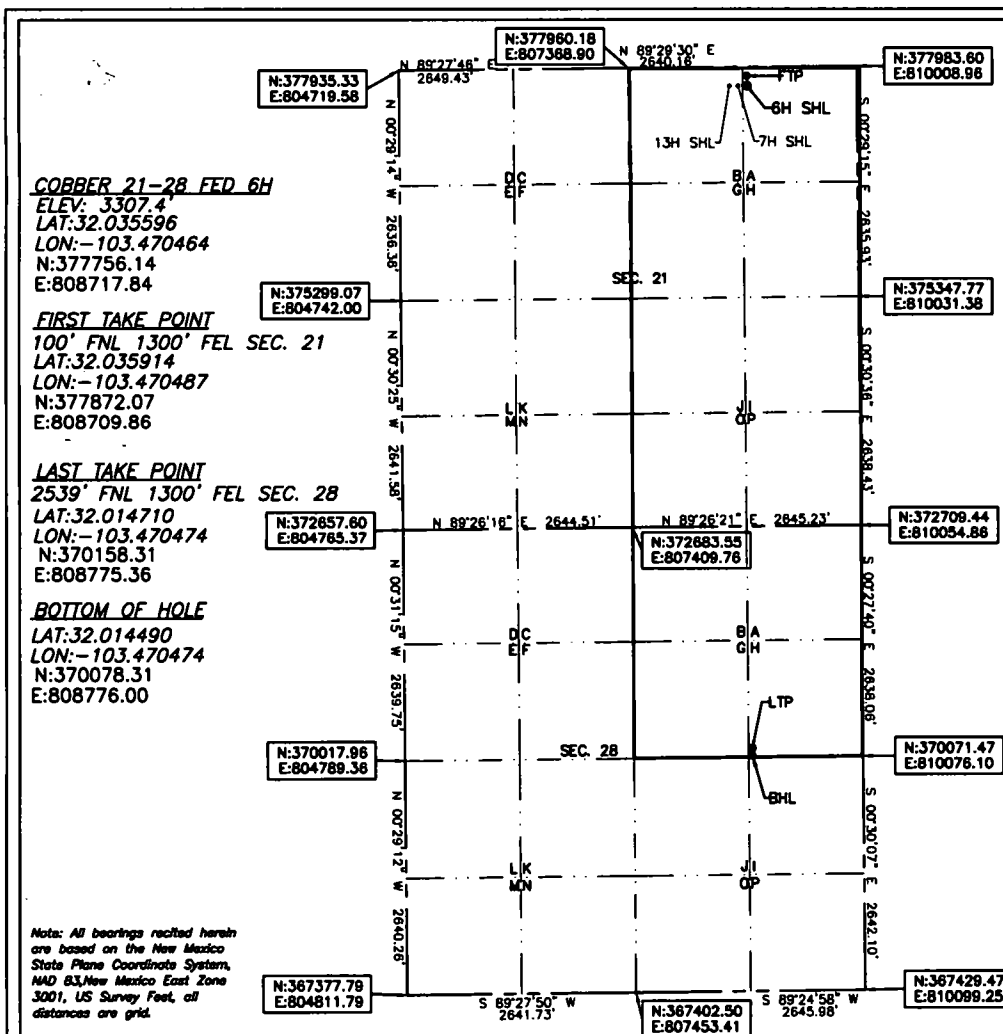 N:377960.18
E:807368.90
N 89°29'30" E
2640.16'
N 89°27'46" E
2649.43'
N:377983.60
E:810008.96
N:377935.33
E:804719.58
FTP
6H SHL
13H SHL
7H SHL
N 00°29'14" W 2636.36'
S 00°29'15" E 2635.93'
COBBER 21-28 FED 6H
ELEV: 3307.4'
LAT:32.035596
LON:-103.470464
N:377756.14
E:808717.84
D C
E F
B A
G H
SEC. 21
N:375299.07
E:804742.00
N:375347.77
E:810031.38
FIRST TAKE POINT
100' FNL 1300' FEL SEC. 21
LAT:32.035914
LON:-103.470487
N:377872.07
E:808709.86
N 00°30'25" W 2641.58'
S 00°30'36" E 2638.43'
L K
M N
J I
O P
LAST TAKE POINT
2539' FNL 1300' FEL SEC. 28
LAT:32.014710
LON:-103.470474
N:370158.31
E:808775.36
N:372657.60
E:804765.37
N 89°26'16" E 2644.51'
N 89°26'21" E 2645.23'
N:372709.44
E:810054.86
N:372683.55
E:807409.76
N 00°31'15" W 2639.75'
S 00°27'40" E 2638.06'
BOTTOM OF HOLE
LAT:32.014490
LON:-103.470474
N:370078.31
E:808776.00
D C
E F
B A
G H
LTP
SEC. 28
N:370017.96
E:804789.36
N:370071.47
E:810076.10
BHL
N 00°29'12" W 2640.26'
S 00°30'07" E 2642.10'
L K
M N
J I
O P
Note: All bearings recited herein
are based on the New Mexico
State Plane Coordinate System,
NAD 83, New Mexico East Zone
3001, US Survey Feet, all
distances are grid.
N:367377.79
E:804811.79
S 89°27'50" W
2641.73'
N:367402.50
E:807453.41
S 89°24'58" W
2645.98'
N:367429.47
E:810099.25